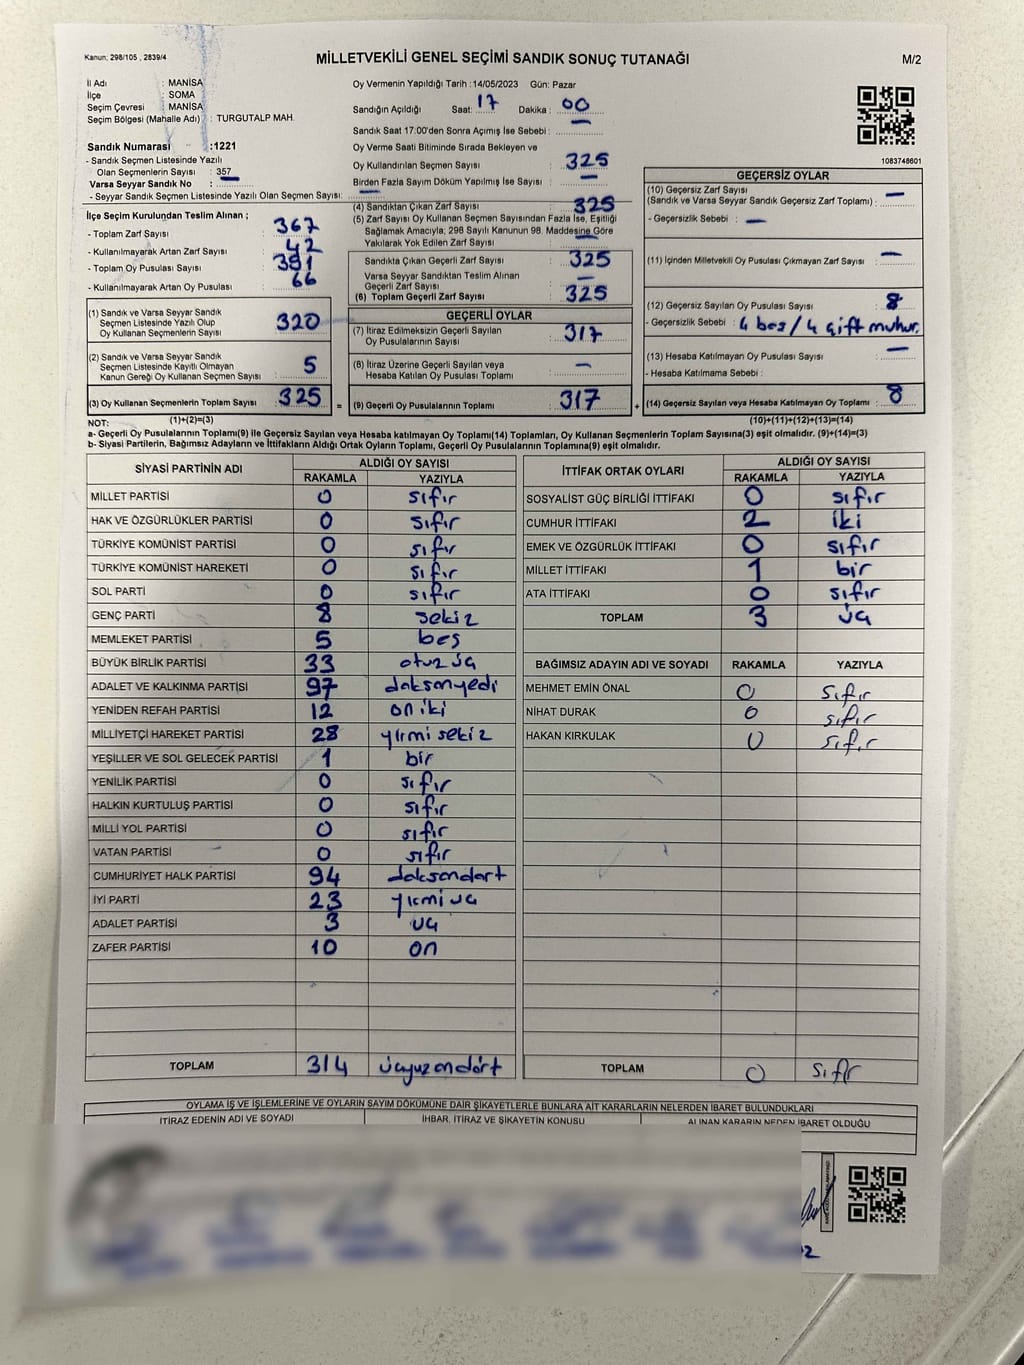 Kanun: 298/105 , 2839/4
MİLLETVEKİLİ GENEL SEÇİMİ SANDIK SONUÇ TUTANAĞI
M/2
İl Adı : MANİSA
İlçe : SOMA
Seçim Çevresi : MANİSA
Seçim Bölgesi (Mahalle Adı) : TURGUTALP MAH.
Sandık Numarası :1221
- Sandık Seçmen Listesinde Yazılı
Olan Seçmenlerin Sayısı : 357
Varsa Seyyar Sandık No :
- Seyyar Sandık Seçmen Listesinde Yazılı Olan Seçmen Sayısı: —
Oy Vermenin Yapıldığı Tarih : 14/05/2023 Gün: Pazar
Sandığın Açıldığı Saat: 17 Dakika : 00
Sandık Saat 17:00'den Sonra Açımış İse Sebebi : —
Oy Verme Saati Bitiminde Sırada Bekleyen ve
Oy Kullandırılan Seçmen Sayısı : 325
Birden Fazla Sayım Döküm Yapılmış İse Sayısı : —
1083748601
İlçe Seçim Kurulundan Teslim Alınan ;
- Toplam Zarf Sayısı : 367
- Kullanılmayarak Artan Zarf Sayısı : 42
- Toplam Oy Pusulası Sayısı : 391
- Kullanılmayarak Artan Oy Pusulası : 66
(1) Sandık ve Varsa Seyyar Sandık
Seçmen Listesinde Yazılı Olup
Oy Kullanan Seçmenlerin Sayısı 320
(2) Sandık ve Varsa Seyyar Sandık
Seçmen Listesinde Kayıtlı Olmayan
Kanun Gereği Oy Kullanan Seçmen Sayısı : 5
(3) Oy Kullanan Seçmenlerin Toplam Sayısı : 325
(1)+(2)=(3)
(4) Sandıktan Çıkan Zarf Sayısı : 325
(5) Zarf Sayısı Oy Kullanan Seçmen Sayısından Fazla İse, Eşitliği
Sağlamak Amacıyla; 298 Sayılı Kanunun 98. Maddesine Göre
Yakılarak Yok Edilen Zarf Sayısı : —
Sandıkta Çıkan Geçerli Zarf Sayısı : 325
Varsa Seyyar Sandıktan Teslim Alınan
Geçerli Zarf Sayısı : —
(6) Toplam Geçerli Zarf Sayısı : 325
GEÇERLİ OYLAR
(7) İtiraz Edilmeksizin Geçerli Sayılan
Oy Pusulalarının Sayısı : 317
(8) İtiraz Üzerine Geçerli Sayılan veya
Hesaba Katılan Oy Pusulası Toplamı : —
= (9) Geçerli Oy Pusulalarının Toplamı : 317
GEÇERSİZ OYLAR
(10) Geçersiz Zarf Sayısı
(Sandık ve Varsa Seyyar Sandık Geçersiz Zarf Toplamı) : —
- Geçersizlik Sebebi : —
(11) İçinden Milletvekili Oy Pusulası Çıkmayan Zarf Sayısı : —
(12) Geçersiz Sayılan Oy Pusulası Sayısı : 8
- Geçersizlik Sebebi : 4 boş / 4 çift mühür.
(13) Hesaba Katılmayan Oy Pusulası Sayısı : —
- Hesaba Katılmama Sebebi :
+ (14) Geçersiz Sayılan veya Hesaba Katılmayan Oy Toplamı : 8
(10)+(11)+(12)+(13)=(14)
NOT:
a- Geçerli Oy Pusulalarının Toplamı(9) ile Geçersiz Sayılan veya Hesaba katılmayan Oy Toplamı(14) Toplamları, Oy Kullanan Seçmenlerin Toplam Sayısına(3) eşit olmalıdır. (9)+(14)=(3)
b- Siyasi Partilerin, Bağımsız Adayların ve İttifakların Aldığı Ortak Oyların Toplamı, Geçerli Oy Pusulalarının Toplamına(9) eşit olmalıdır.
SİYASİ PARTİNİN ADI ALDIĞI OY SAYISI
RAKAMLA YAZIYLA
MİLLET PARTİSİ 0 sıfır
HAK VE ÖZGÜRLÜKLER PARTİSİ 0 sıfır
TÜRKİYE KOMÜNİST PARTİSİ 0 sıfır
TÜRKİYE KOMÜNİST HAREKETİ 0 sıfır
SOL PARTİ 0 sıfır
GENÇ PARTİ 8 sekiz
MEMLEKET PARTİSİ 5 beş
BÜYÜK BİRLİK PARTİSİ 33 otuz üç
ADALET VE KALKINMA PARTİSİ 97 doksanyedi
YENİDEN REFAH PARTİSİ 12 on iki
MİLLİYETÇİ HAREKET PARTİSİ 28 yirmi sekiz
YEŞİLLER VE SOL GELECEK PARTİSİ 1 bir
YENİLİK PARTİSİ 0 sıfır
HALKIN KURTULUŞ PARTİSİ 0 sıfır
MİLLİ YOL PARTİSİ 0 sıfır
VATAN PARTİSİ 0 sıfır
CUMHURİYET HALK PARTİSİ 94 doksandört
İYİ PARTİ 23 yirmi üç
ADALET PARTİSİ 3 üç
ZAFER PARTİSİ 10 on
TOPLAM 314 üçyüzondört
İTTİFAK ORTAK OYLARI ALDIĞI OY SAYISI
RAKAMLA YAZIYLA
SOSYALİST GÜÇ BİRLİĞİ İTTİFAKI 0 sıfır
CUMHUR İTTİFAKI 2 iki
EMEK VE ÖZGÜRLÜK İTTİFAKI 0 sıfır
MİLLET İTTİFAKI 1 bir
ATA İTTİFAKI 0 sıfır
TOPLAM 3 üç
BAĞIMSIZ ADAYIN ADI VE SOYADI RAKAMLA YAZIYLA
MEHMET EMİN ÖNAL 0 sıfır
NİHAT DURAK 0 sıfır
HAKAN KIRKULAK 0 sıfır
TOPLAM 0 sıfır
OYLAMA İŞ VE İŞLEMLERİNE VE OYLARIN SAYIM DÖKÜMÜNE DAİR ŞİKAYETLERLE BUNLARA AİT KARARLARIN NELERDEN İBARET BULUNDUKLARI
İTİRAZ EDENİN ADI VE SOYADI İHBAR, İTİRAZ VE ŞİKAYETİN KONUSU ALINAN KARARIN NEDEN İBARET OLDUĞU